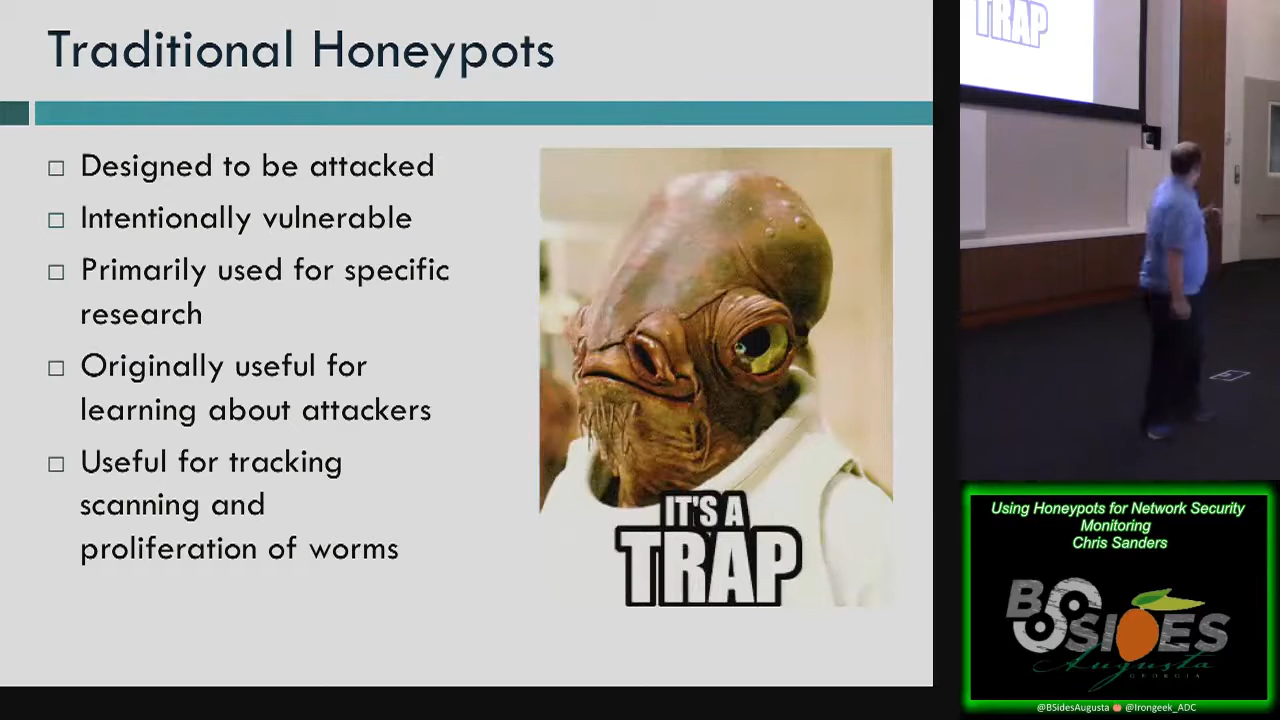 Traditional Honeypots
□ Designed to be attacked
□ Intentionally vulnerable
□ Primarily used for specific
research
□ Originally useful for
learning about attackers
□ Useful for tracking
scanning and
proliferation of worms
IT'S A
TRAP
TRAP
Using Honeypots for Network Security
Monitoring
Chris Sanders
BSIDES
Augusta
GEORGIA
@BSidesAugusta @Irongeek_ADC